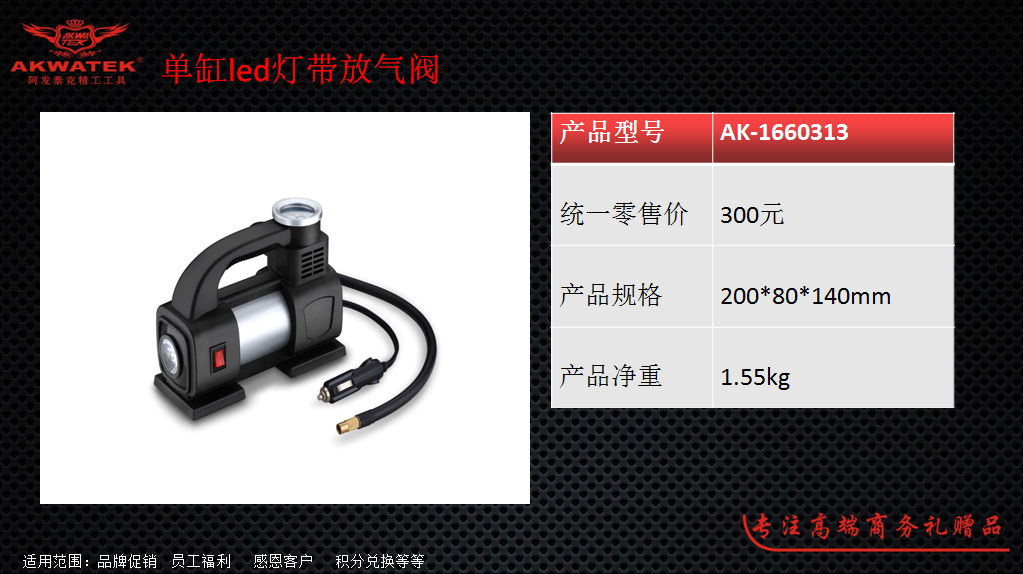 AKWA
TEK
AKWATEK®
阿发泰克精工工具
单缸led灯带放气阀
产品型号 AK-1660313
统一零售价 300元
产品规格 200*80*140mm
产品净重 1.55kg
专注高端商务礼赠品
适用范围：品牌促销 员工福利 感恩客户 积分兑换等等